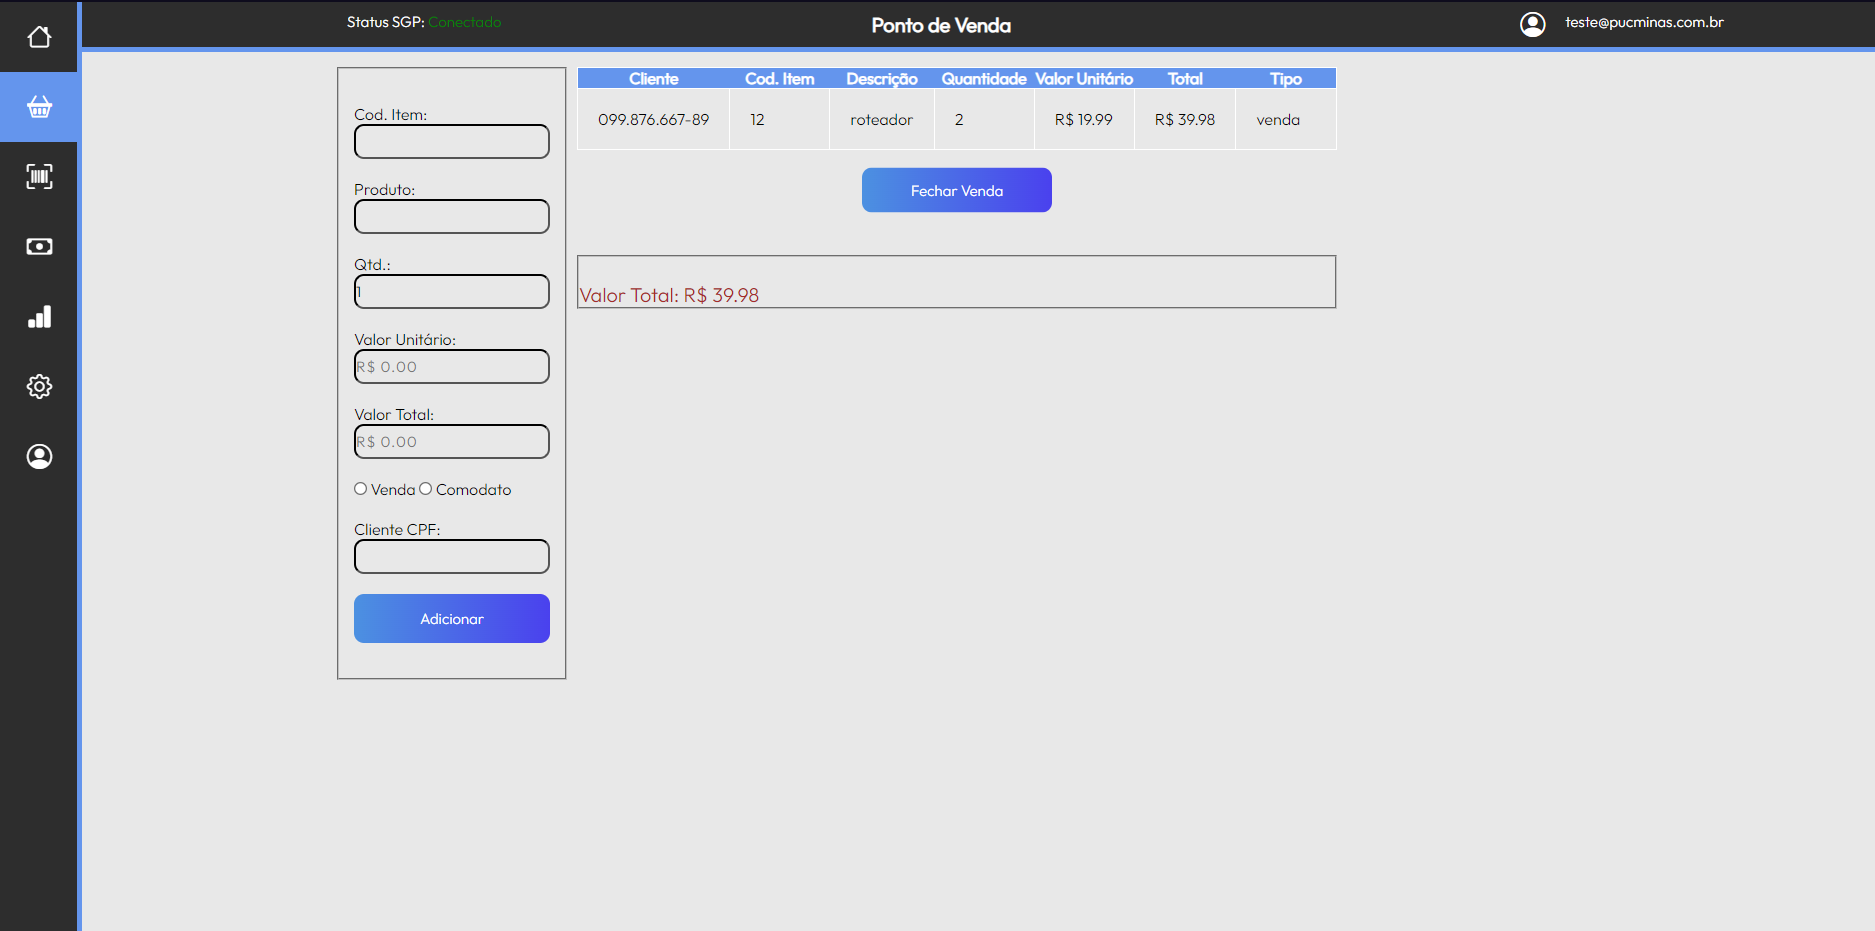 Status SGP: Conectado
Ponto de Venda
teste@pucminas.com.br
Cod. Item:
Produto:
Qtd.:
1
Valor Unitário:
R$ 0.00
Valor Total:
R$ 0.00
Venda Comodato
Cliente CPF:
Adicionar
Cliente Cod. Item Descrição Quantidade Valor Unitário Total Tipo
099.876.667-89 12 roteador 2 R$ 19.99 R$ 39.98 venda
Fechar Venda
Valor Total: R$ 39.98